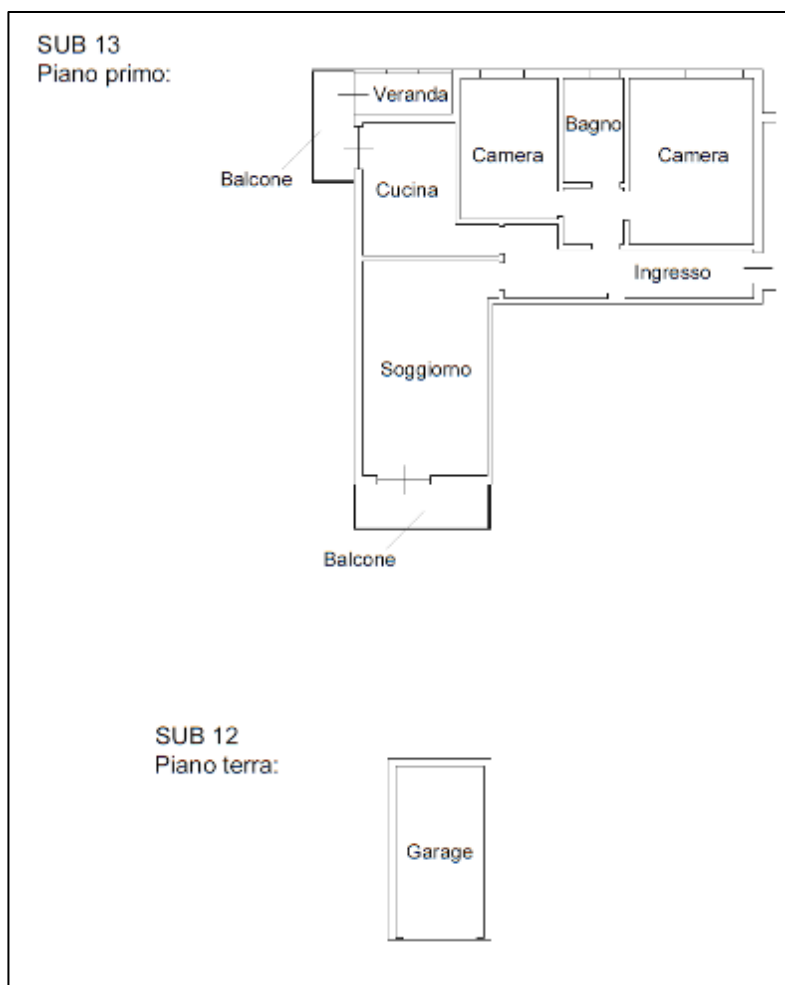 SUB 13
Piano primo:
Veranda
Bagno
Camera
Camera
Balcone
Cucina
Ingresso
Soggiorno
Balcone
SUB 12
Piano terra:
Garage